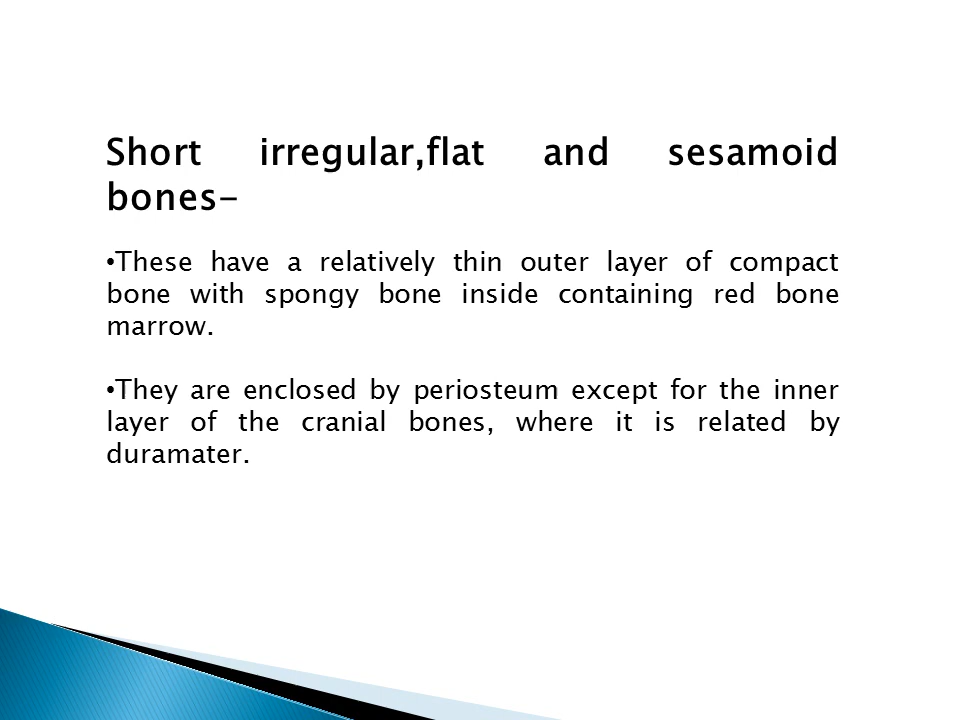 Short irregular,flat and sesamoid
bones-
•These have a relatively thin outer layer of compact
bone with spongy bone inside containing red bone
marrow.
•They are enclosed by periosteum except for the inner
layer of the cranial bones, where it is related by
duramater.